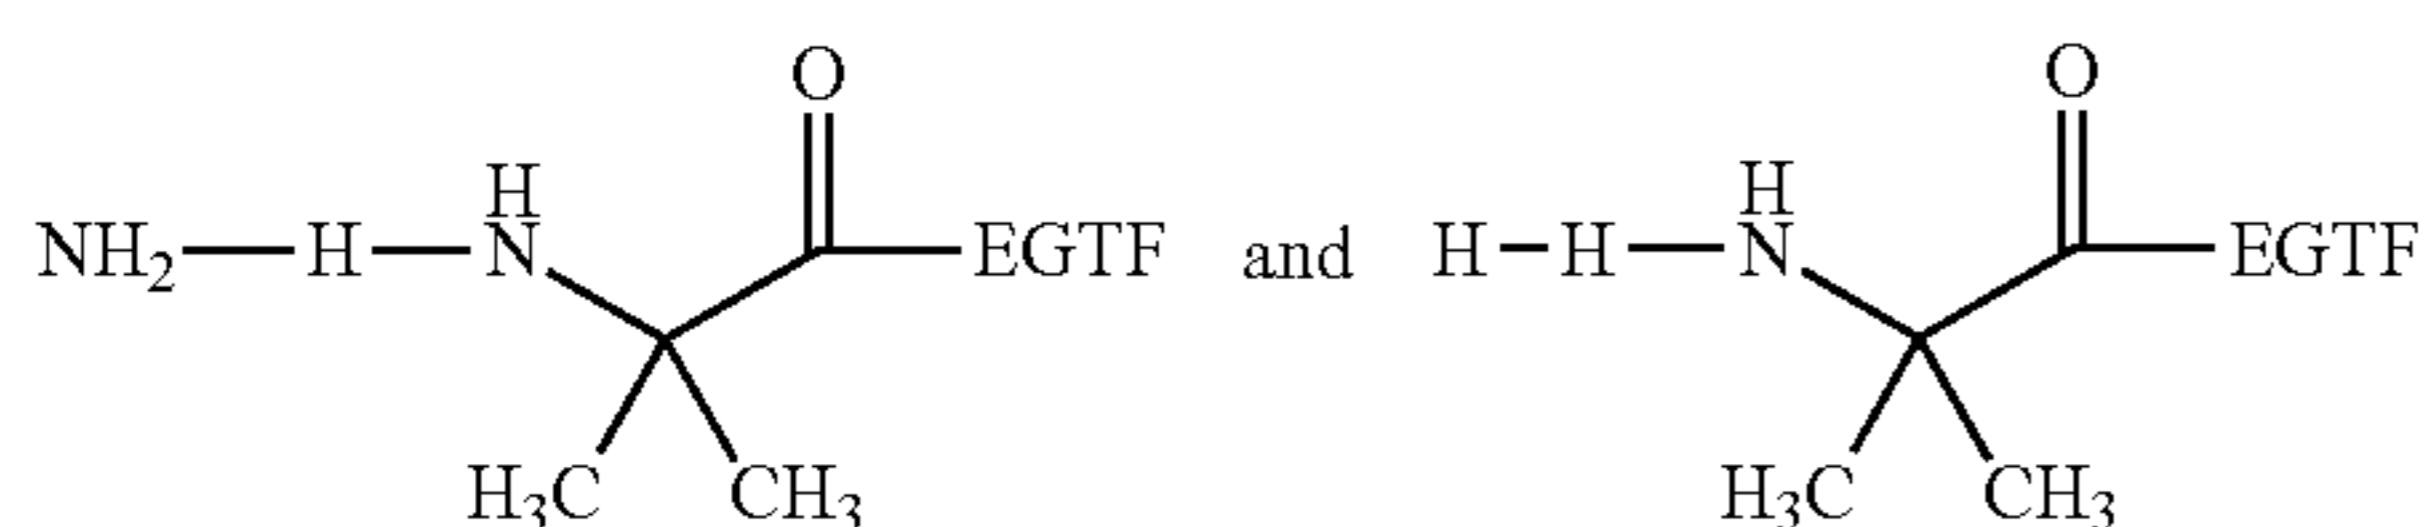 O O
H H
NH₂ H N EGTF and H H N EGTF
H₃C CH₃ H₃C CH₃